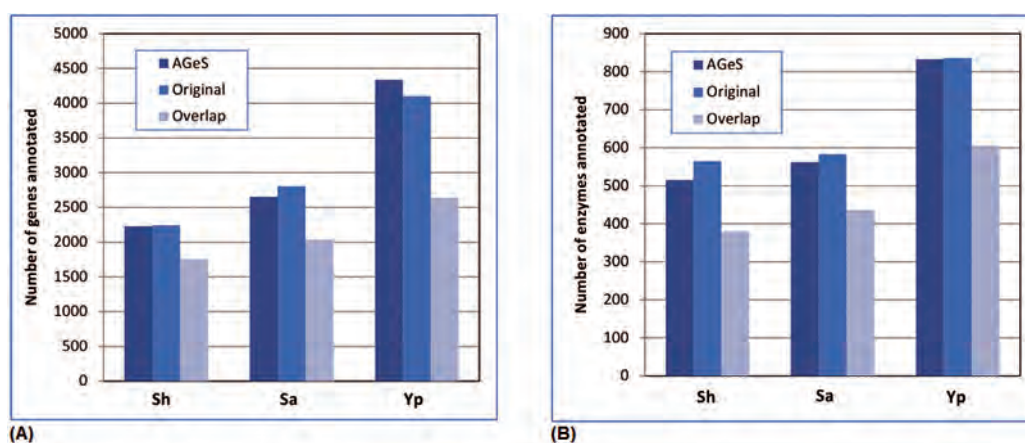 Number of genes annotated
5000
4500
4000
3500
3000
2500
2000
1500
1000
500
0
AGeS
Original
Overlap
Sh
Sa
Yp
(A)
Number of enzymes annotated
900
800
700
600
500
400
300
200
100
0
AGeS
Original
Overlap
Sh
Sa
Yp
(B)